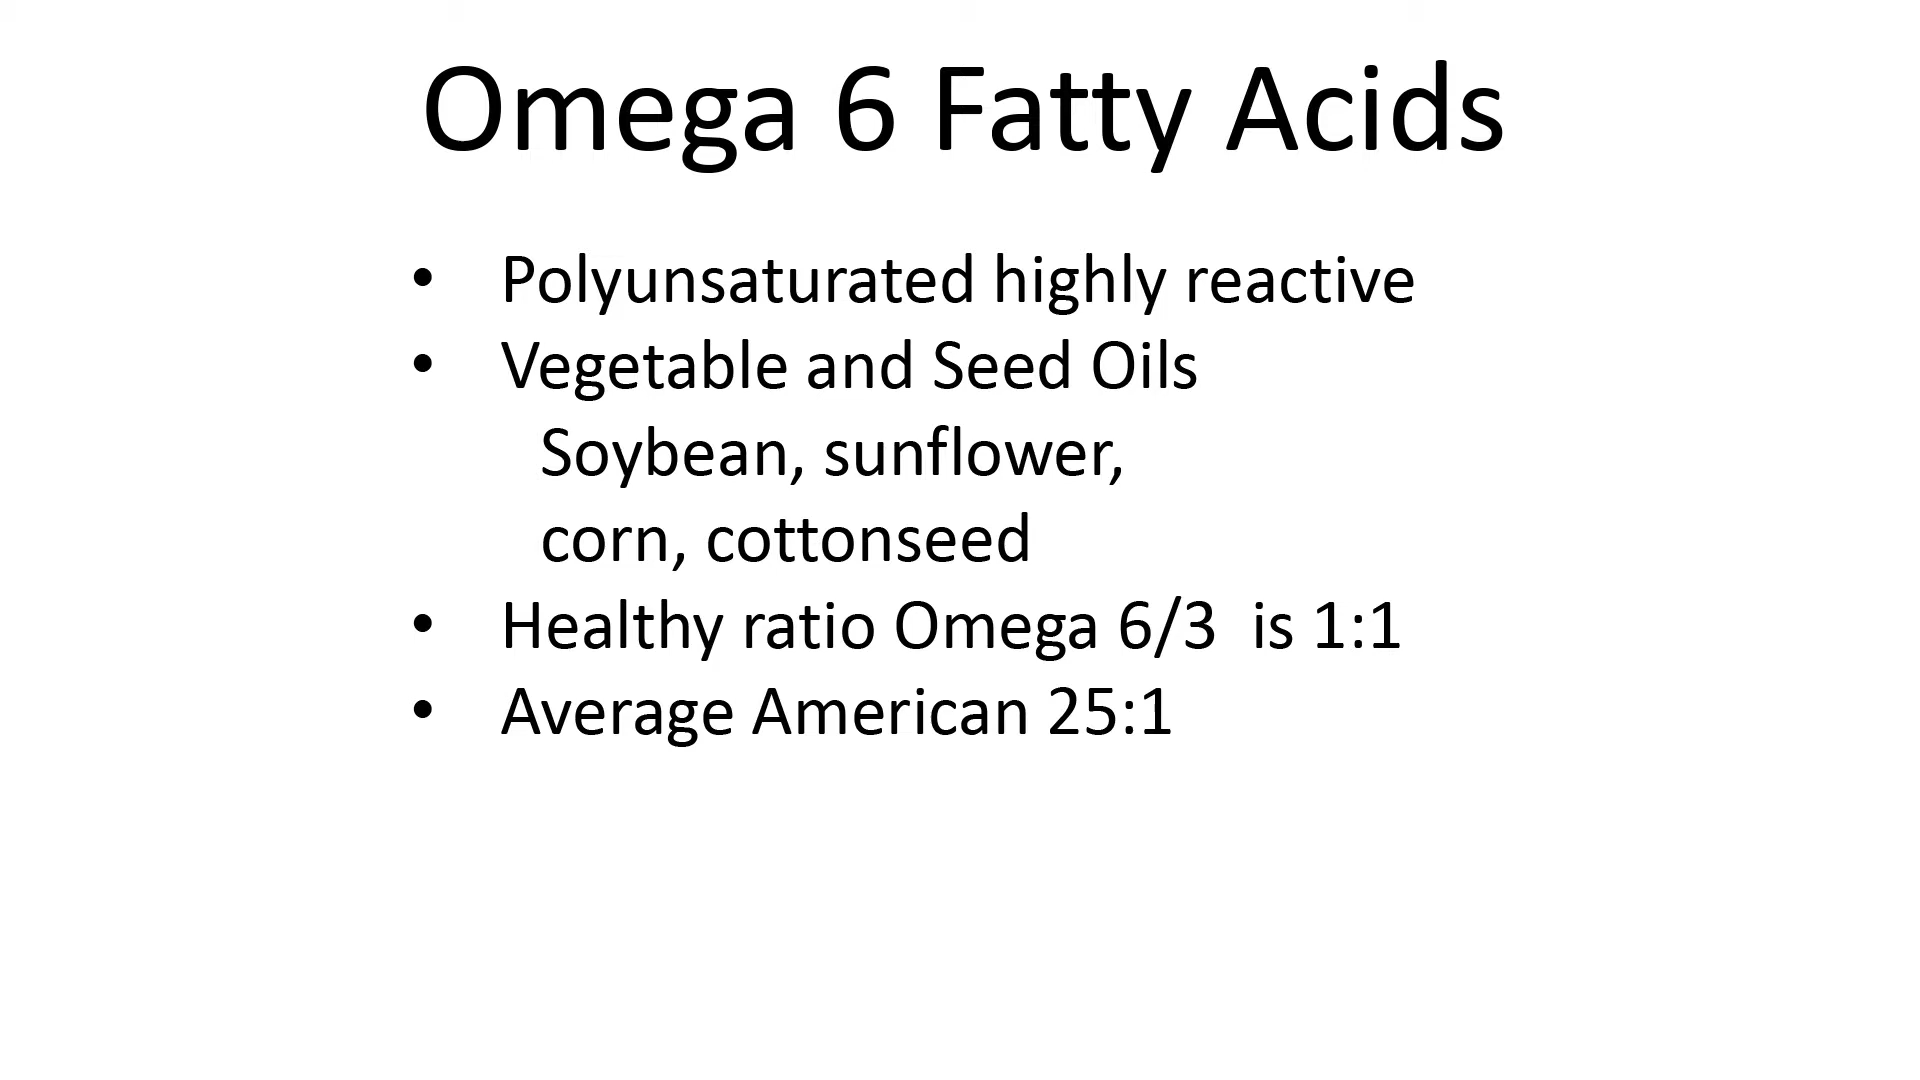 Omega 6 Fatty Acids
• Polyunsaturated highly reactive
• Vegetable and Seed Oils
Soybean, sunflower,
corn, cottonseed
• Healthy ratio Omega 6/3  is 1:1
• Average American 25:1